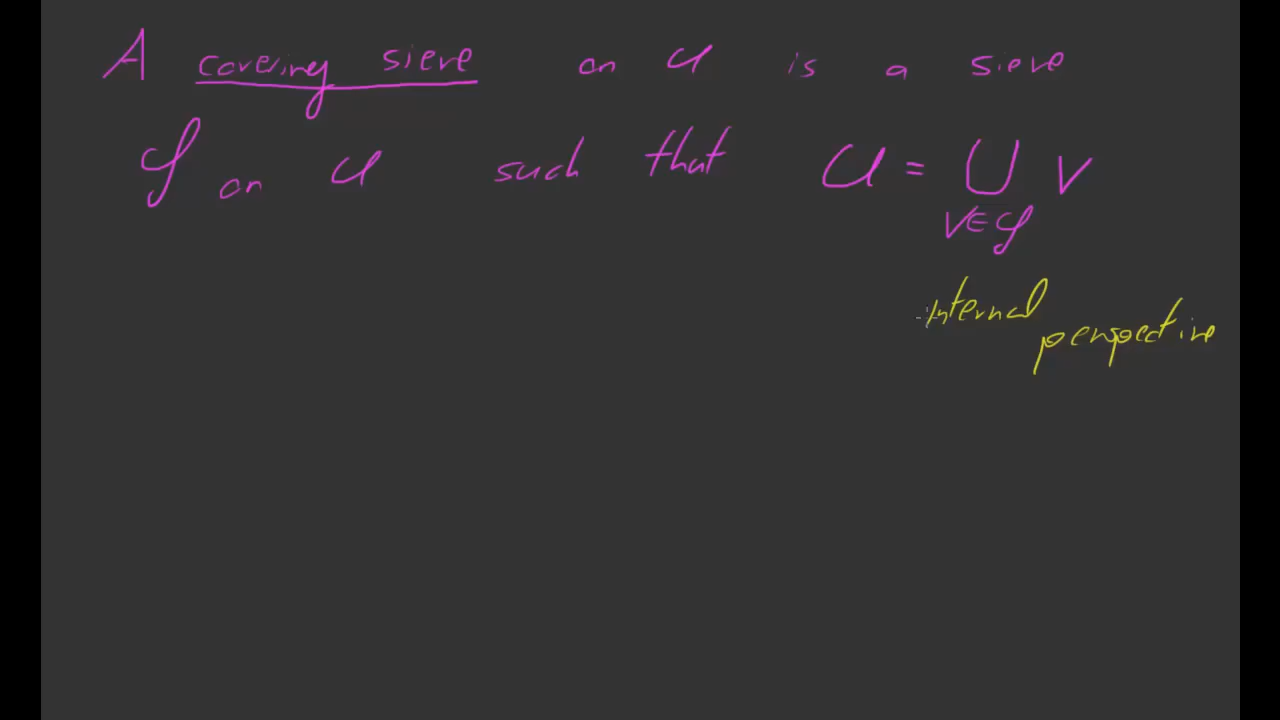 A covering sieve on U is a sieve
𝒮 on U such that U = ⋃ V
V∈𝒮
internal
perspective